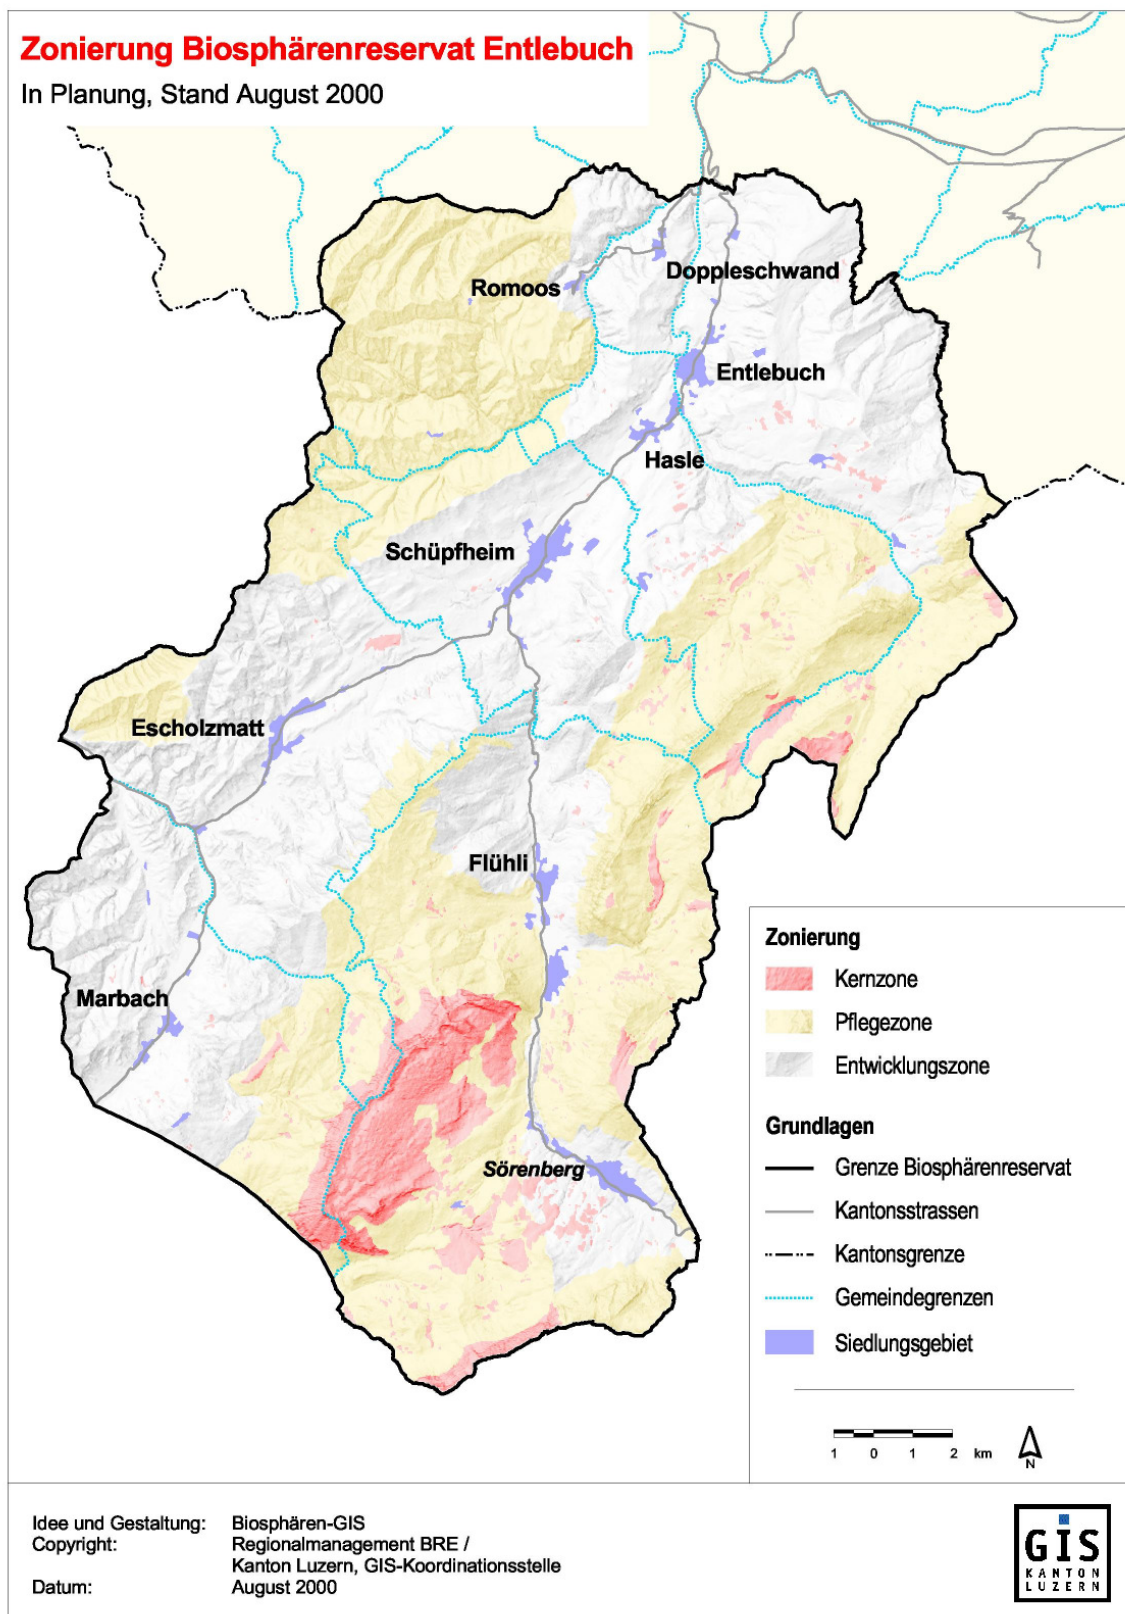 Zonierung Biosphärenreservat Entlebuch
In Planung, Stand August 2000
Doppleschwand
Romoos
Entlebuch
Hasle
Schüpfheim
Escholzmatt
Flühli
Marbach
Sörenberg
Zonierung
Kernzone
Pflegezone
Entwicklungszone
Grundlagen
Grenze Biosphärenreservat
Kantonsstrassen
Kantonsgrenze
Gemeindegrenzen
Siedlungsgebiet
1 0 1 2 km
N
Idee und Gestaltung: Biosphären-GIS
Copyright: Regionalmanagement BRE /
Kanton Luzern, GIS-Koordinationsstelle
Datum: August 2000
GIS
KANTON
LUZERN